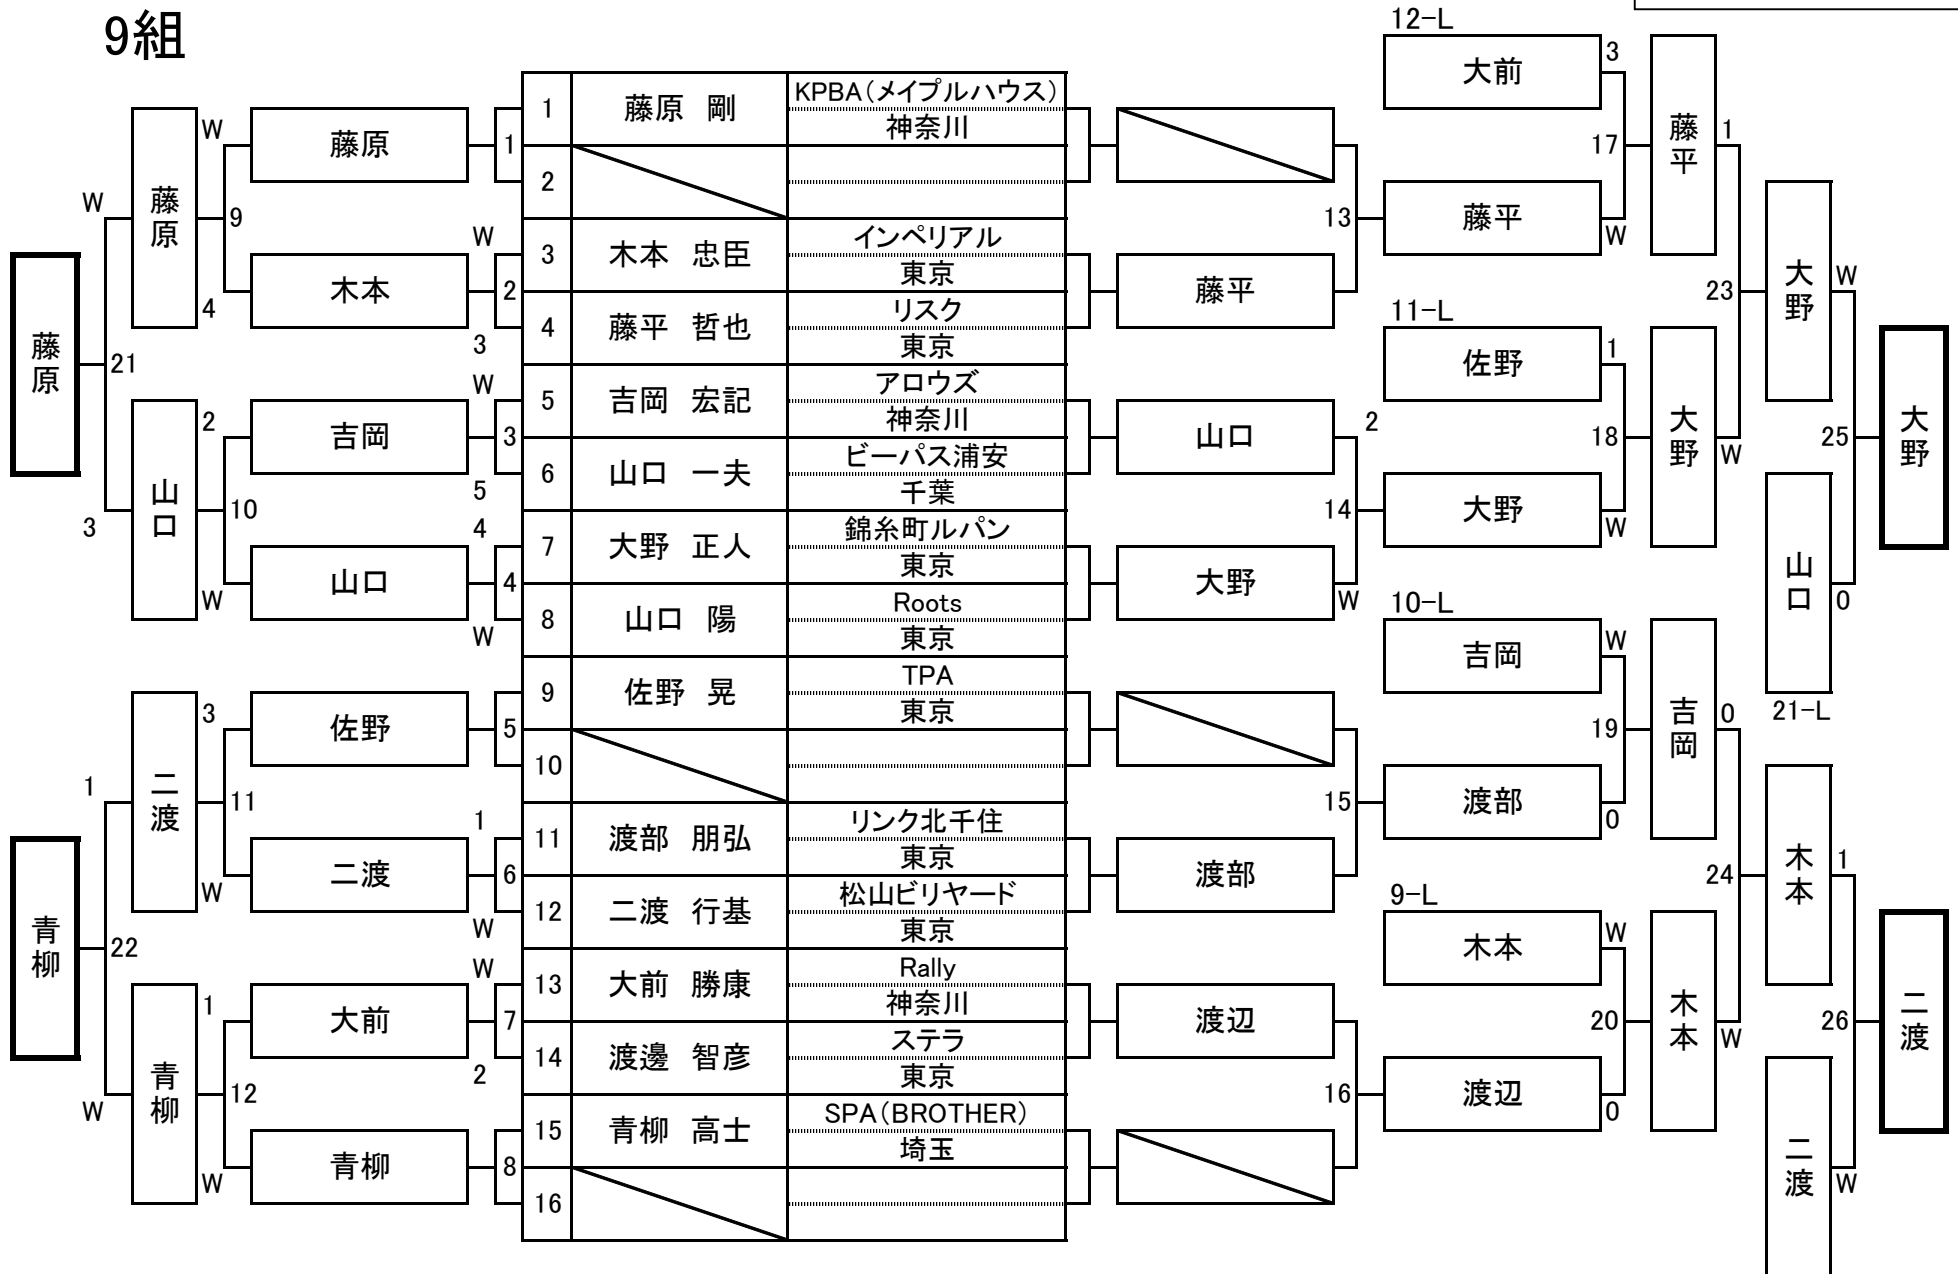 9組
藤原
青柳
W
21
3
1
22
W
藤原
山口
二渡
青柳
W
9
4
2
10
W
3
11
W
1
12
W
藤原
木本
吉岡
山口
佐野
二渡
大前
青柳
1
W
2
3
W
3
5
4
4
W
5
1
6
W
W
7
2
8
1 藤原 剛 KPBA(メイプルハウス)
神奈川
2
3 木本 忠臣 インペリアル
東京
4 藤平 哲也 リスク
東京
5 吉岡 宏記 アロウズ
神奈川
6 山口 一夫 ビーパス浦安
千葉
7 大野 正人 錦糸町ルパン
東京
8 山口 陽 Roots
東京
9 佐野 晃 TPA
東京
10
11 渡部 朋弘 リンク北千住
東京
12 二渡 行基 松山ビリヤード
東京
13 大前 勝康 Rally
神奈川
14 渡邊 智彦 ステラ
東京
15 青柳 高士 SPA(BROTHER)
埼玉
16
藤平
山口
大野
渡部
渡辺
13
2
14
W
15
16
12-L
大前
3
17
藤平
W
11-L
佐野
1
18
大野
W
10-L
吉岡
W
19
渡部
0
9-L
木本
W
20
渡辺
0
藤平
1
23
大野
W
吉岡
0
24
木本
W
大野
W
25
山口
0
21-L
木本
1
26
二渡
W
大野
二渡